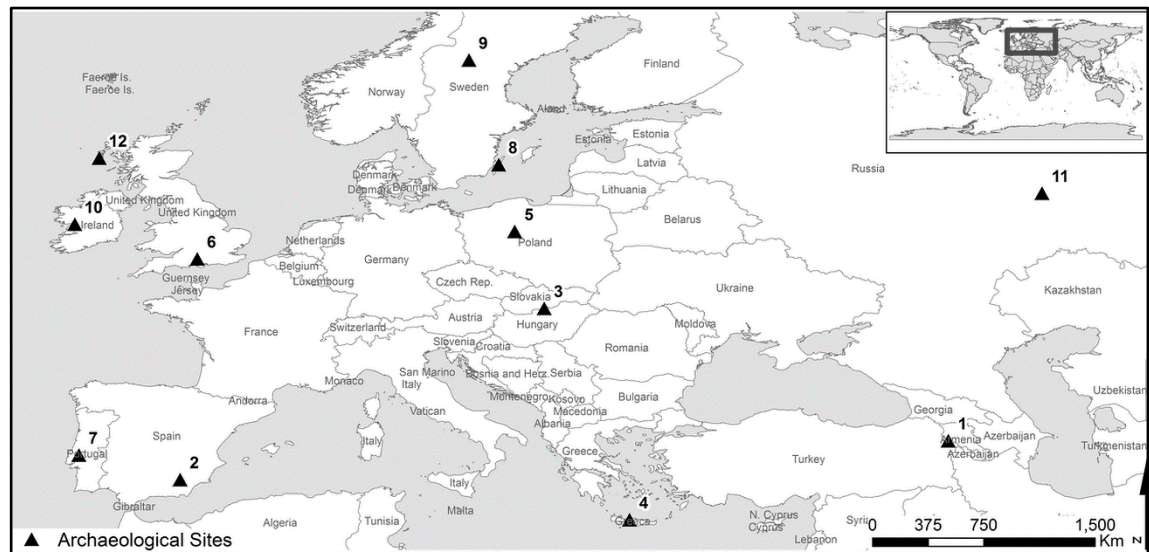 9
Faeroe Is.
Faeroe Is.
Norway
Sweden
Finland
Aland
12
8
Estonia
Estonia
Russia
Latvia
11
Denmark
Denmark
Denmark
Lithuania
United Kingdom
10
United Kingdom
Ireland
5
Belarus
Poland
6
Netherlands
Germany
Belgium
Guernsey
Jersey
Luxembourg
Czech Rep.
Ukraine
3
Slovakia
Kazakhstan
Austria
Hungary
France
Switzerland
Moldova
Slovenia
Croatia
Romania
San Marino
Bosnia and Herz.
Serbia
Monaco
Italy
Uzbekistan
Andorra
Montenegro
Kosovo
Bulgaria
Vatican
Macedonia
Georgia
Albania
7
Spain
Italy
1
Armenia
Azerbaijan
Portugal
Greece
Turkey
Azerbaijan
Turkmenistan
2
Italy
4
Gibraltar
Malta
Greece
N. Cyprus
Cyprus
Syria
Algeria
Tunisia
Lebanon
0 375 750 1,500
Km
N
Archaeological Sites